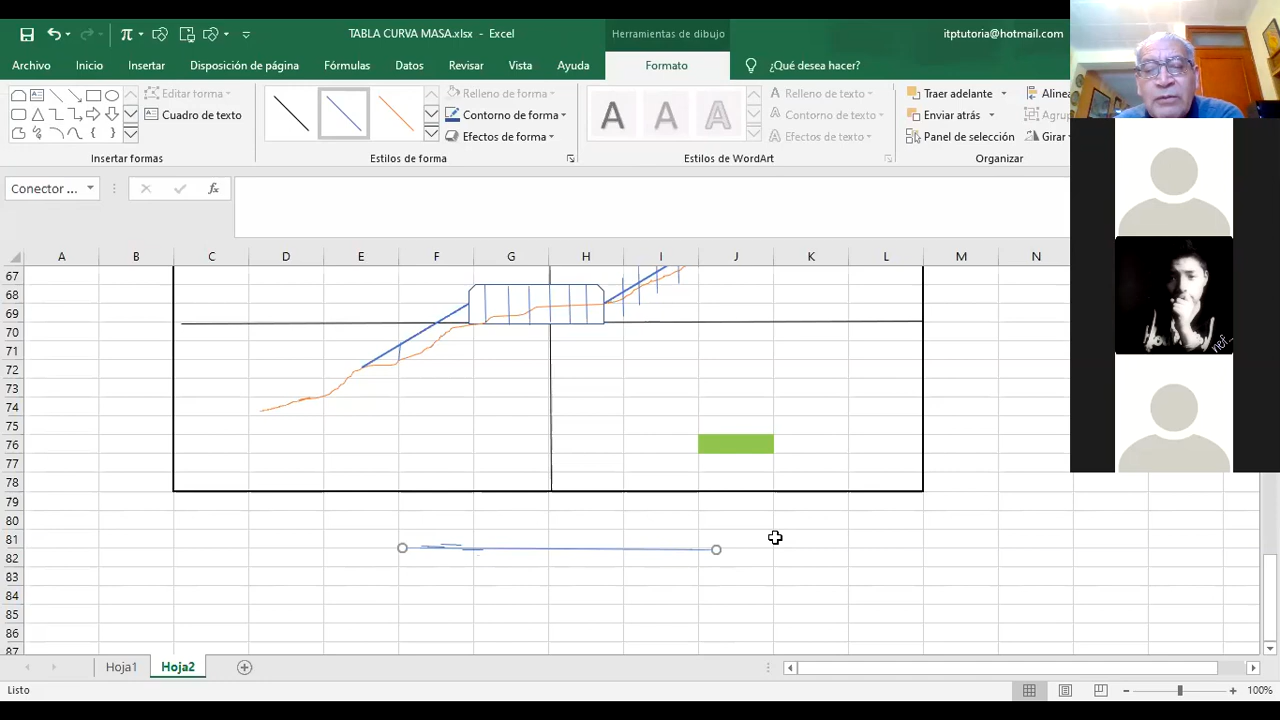 TABLA CURVA MASA.xlsx - Excel
Herramientas de dibujo
itptutoria@hotmail.com
Archivo
Inicio
Insertar
Disposición de página
Fórmulas
Datos
Revisar
Vista
Ayuda
Formato
¿Qué desea hacer?
Editar forma
Cuadro de texto
Relleno de forma
Contorno de forma
Efectos de forma
Relleno de texto
Contorno de texto
Efectos de texto
Traer adelante
Enviar atrás
Panel de selección
Alinea
Agrup
Girar
Insertar formas
Estilos de forma
Estilos de WordArt
Organizar
Conector ...
fx
A B C D E F G H I J K L M N
67
68
69
70
71
72
73
74
75
76
77
78
79
80
81
82
83
84
85
86
87
Hoja1
Hoja2
Listo
100%